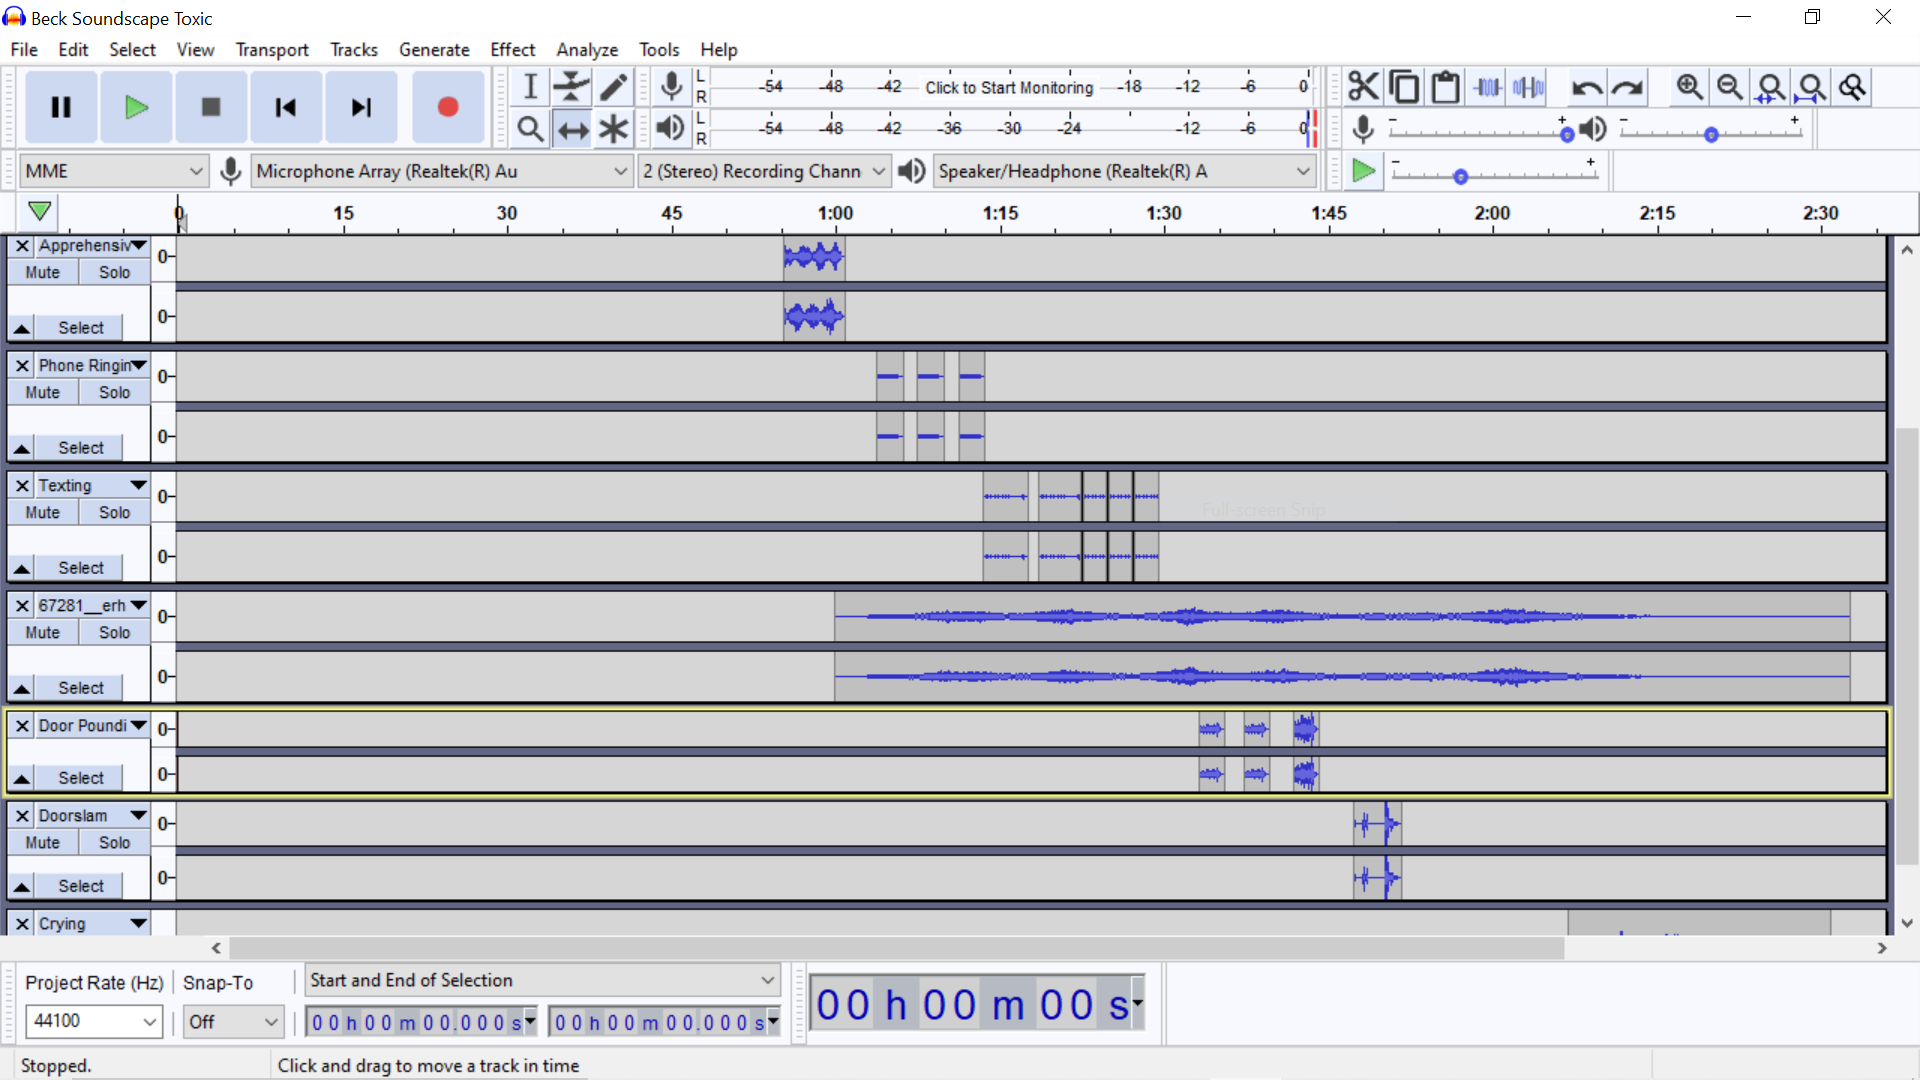 Beck Soundscape Toxic
File Edit Select View Transport Tracks Generate Effect Analyze Tools Help
L R -54 -48 -42 Click to Start Monitoring -18 -12 -6 0
L R -54 -48 -42 -36 -30 -24 -12 -6 0
- + - +
MME Microphone Array (Realtek(R) Au 2 (Stereo) Recording Chann Speaker/Headphone (Realtek(R) A - +
0 15 30 45 1:00 1:15 1:30 1:45 2:00 2:15 2:30
Apprehensiv 0-
Mute Solo
Select 0-
Phone Ringin 0-
Mute Solo
Select 0-
Texting 0-
Mute Solo
Full-screen Snip
Select 0-
67281__erh 0-
Mute Solo
Select 0-
Door Poundi 0-
Select 0-
Doorslam 0-
Mute Solo
Select 0-
Crying
Project Rate (Hz) Snap-To Start and End of Selection
44100 Off 00 h 00 m 00.000 s 00 h 00 m 00.000 s 00 h 00 m 00 s
Stopped. Click and drag to move a track in time